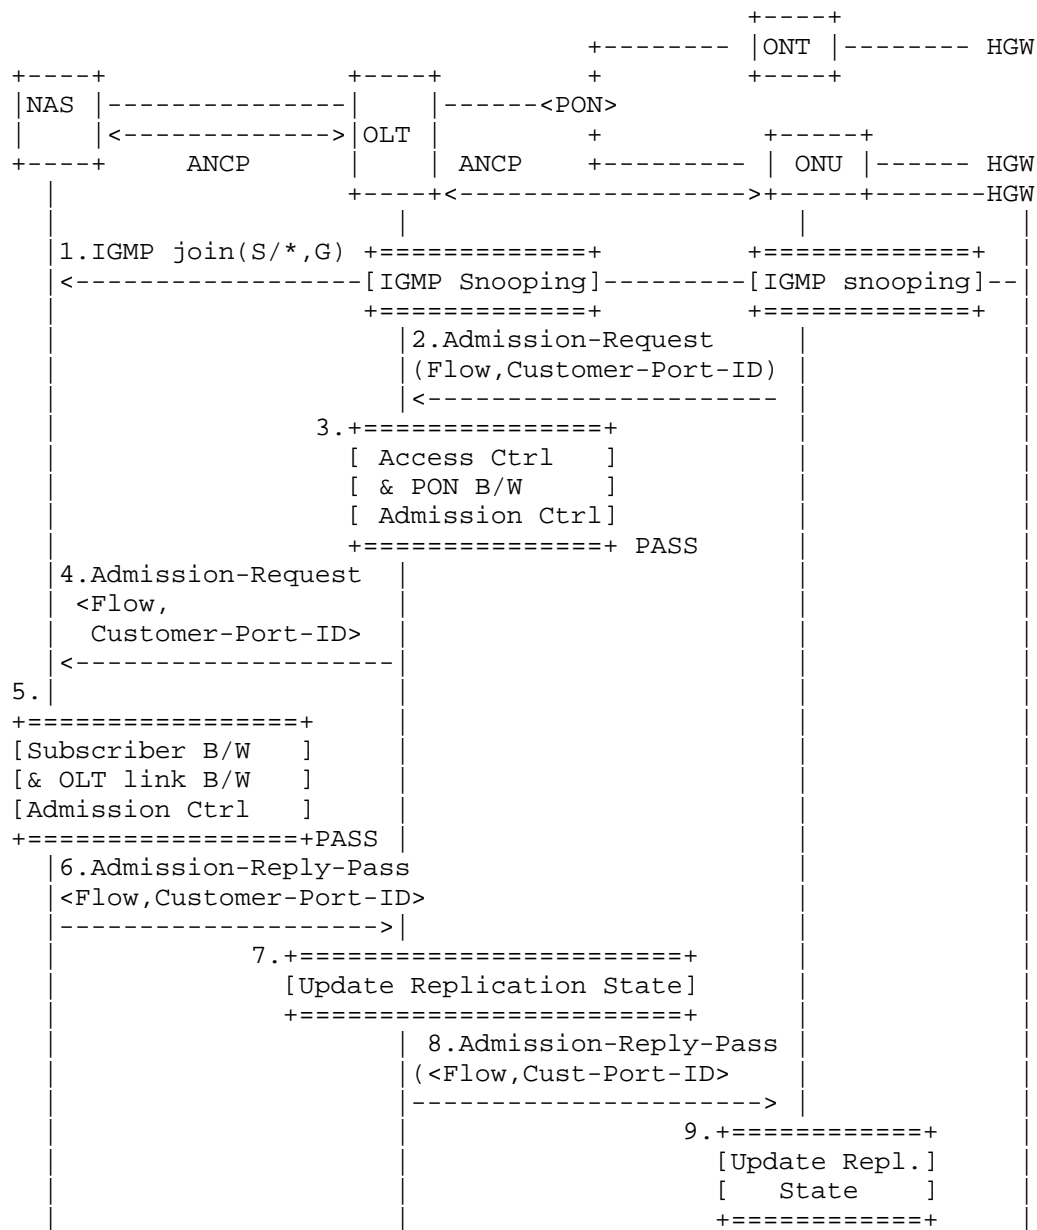 +----+
                                    +-------- |ONT |-------- HGW
+----+               +----+         +         +----+
|NAS |---------------|    |------<PON>
|    |<------------->|OLT |         +          +-----+
+----+     ANCP      |    | ANCP    +--------- | ONU |------ HGW
  |                  +----+<------------------>+-----+-------HGW
  |                     |                        |             |
  |1.IGMP join(S/*,G) +=============+         +=============+  |
  |<------------------[IGMP Snooping]---------[IGMP snooping]--|
  |                   +=============+         +=============+  |
  |                     |2.Admission-Request     |             |
  |                     |(Flow,Customer-Port-ID) |             |
  |                     |<---------------------- |             |
  |                3.+===============+           |             |
  |                  [ Access Ctrl   ]           |             |
  |                  [ & PON B/W     ]           |             |
  |                  [ Admission Ctrl]           |             |
  |                  +===============+ PASS      |             |
  |4.Admission-Request  |                        |             |
  | <Flow,              |                        |             |
  |  Customer-Port-ID>  |                        |             |
  |<--------------------|                        |             |
5.|                     |                        |             |
+=================+     |                        |             |
[Subscriber B/W   ]     |                        |             |
[& OLT link B/W   ]     |                        |             |
[Admission Ctrl   ]     |                        |             |
+=================+PASS |                        |             |
  |6.Admission-Reply-Pass                        |             |
  |<Flow,Customer-Port-ID>                       |             |
  |-------------------->|                        |             |
  |            7.+========================+      |             |
  |              [Update Replication State]      |             |
  |              +========================+      |             |
  |                     | 8.Admission-Reply-Pass |             |
  |                     |(<Flow,Cust-Port-ID>    |             |
  |                     |----------------------> |             |
  |                     |                 9.+============+     |
  |                     |                   [Update Repl.]     |
  |                     |                   [   State    ]     |
  |                     |                   +============+     |